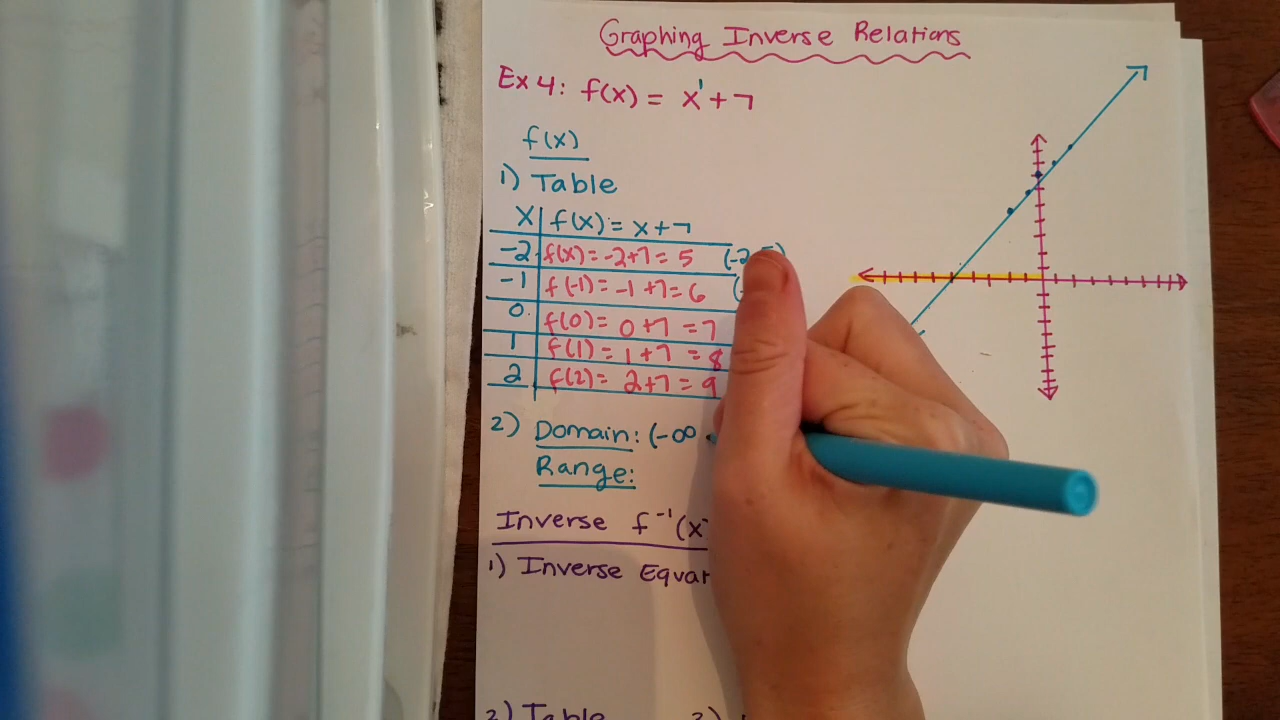 Graphing Inverse Relations
Ex 4: f(x) = x¹ + 7
f(x)
1) Table
X | f(x) = x + 7
-2 | f(x) = -2+7 = 5 (-2,
-1 | f(-1) = -1 +7 = 6 (
0 | f(0) = 0 +7 = 7
1 | f(1) = 1 +7 = 8
2 | f(2) = 2+7 = 9
2) Domain: (-∞
Range:
Inverse f⁻¹(x
1) Inverse
2) Table